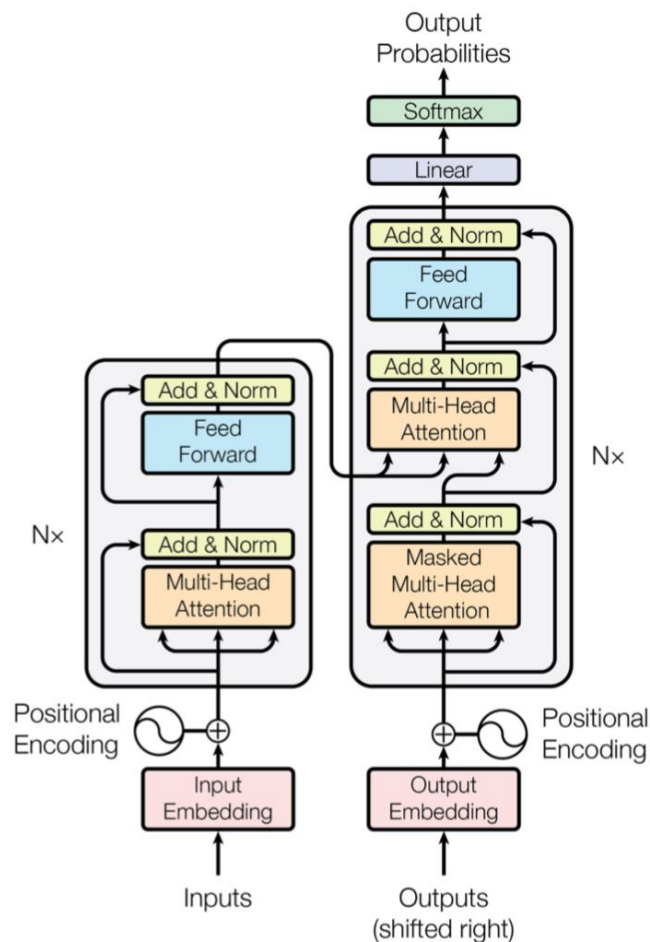 Output
Probabilities
Softmax
Linear
Add & Norm
Feed
Forward
Add & Norm
Multi-Head
Attention
Add & Norm
Masked
Multi-Head
Attention
N×
Add & Norm
Feed
Forward
Add & Norm
Multi-Head
Attention
N×
Positional
Encoding
Positional
Encoding
Input
Embedding
Output
Embedding
Inputs
Outputs
(shifted right)